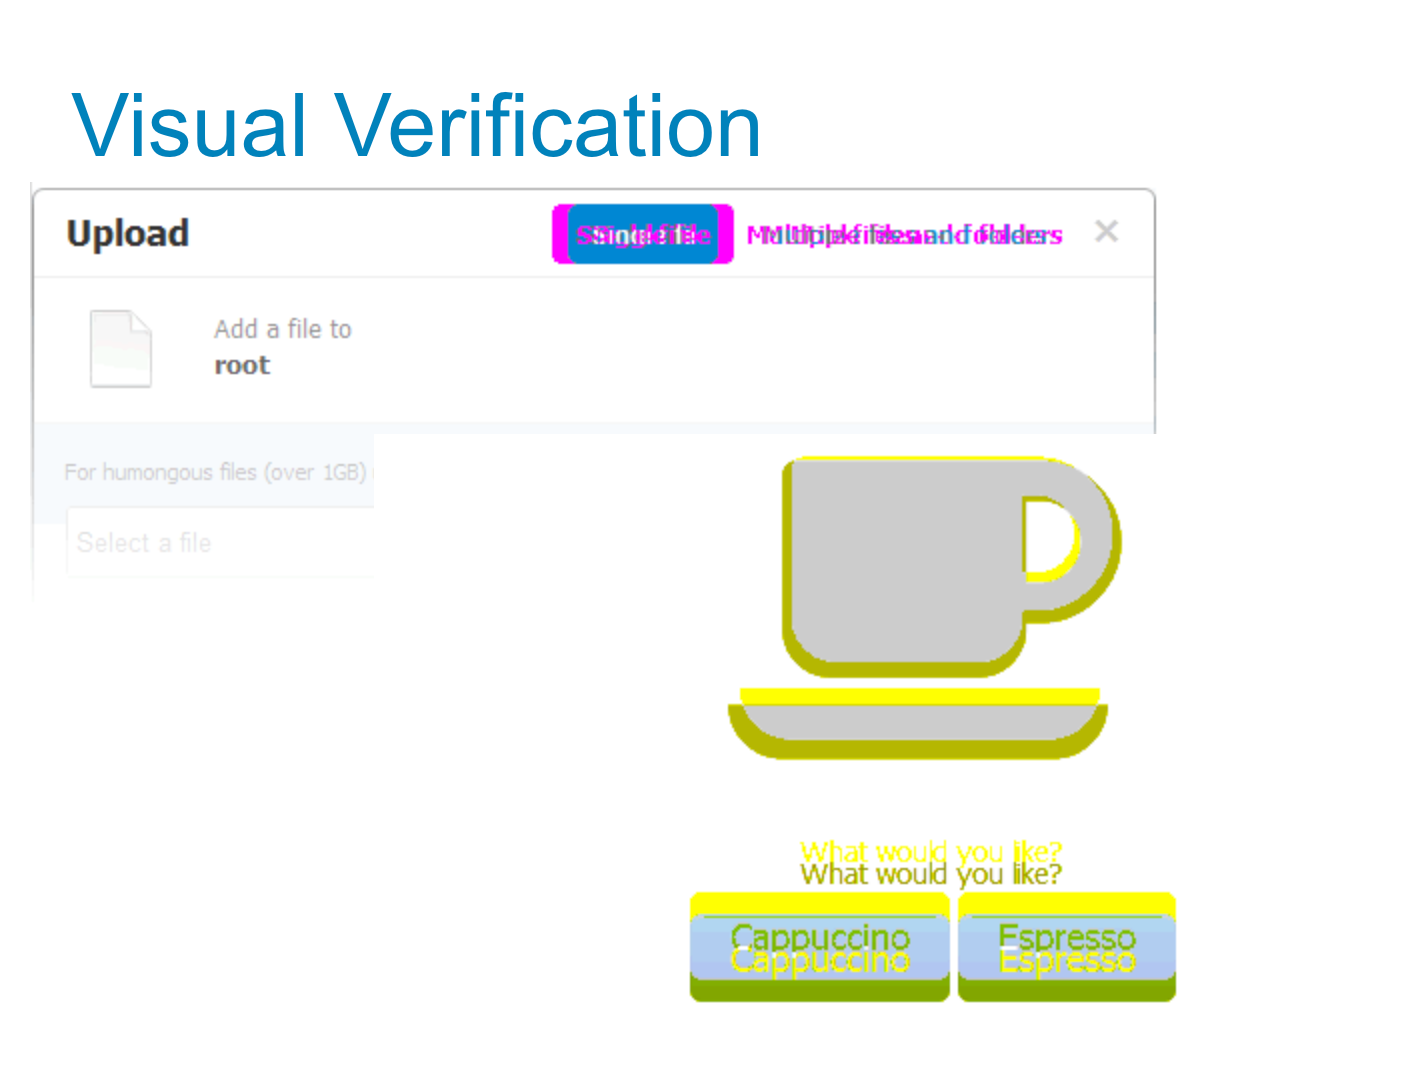 Visual Verification
Upload
Single file
Multiple files and folders
×
Add a file to
root
For humongous files (over 1GB)
Select a file
What would you like?
What would you like?
Cappuccino
Espresso
Cappuccino
Espresso